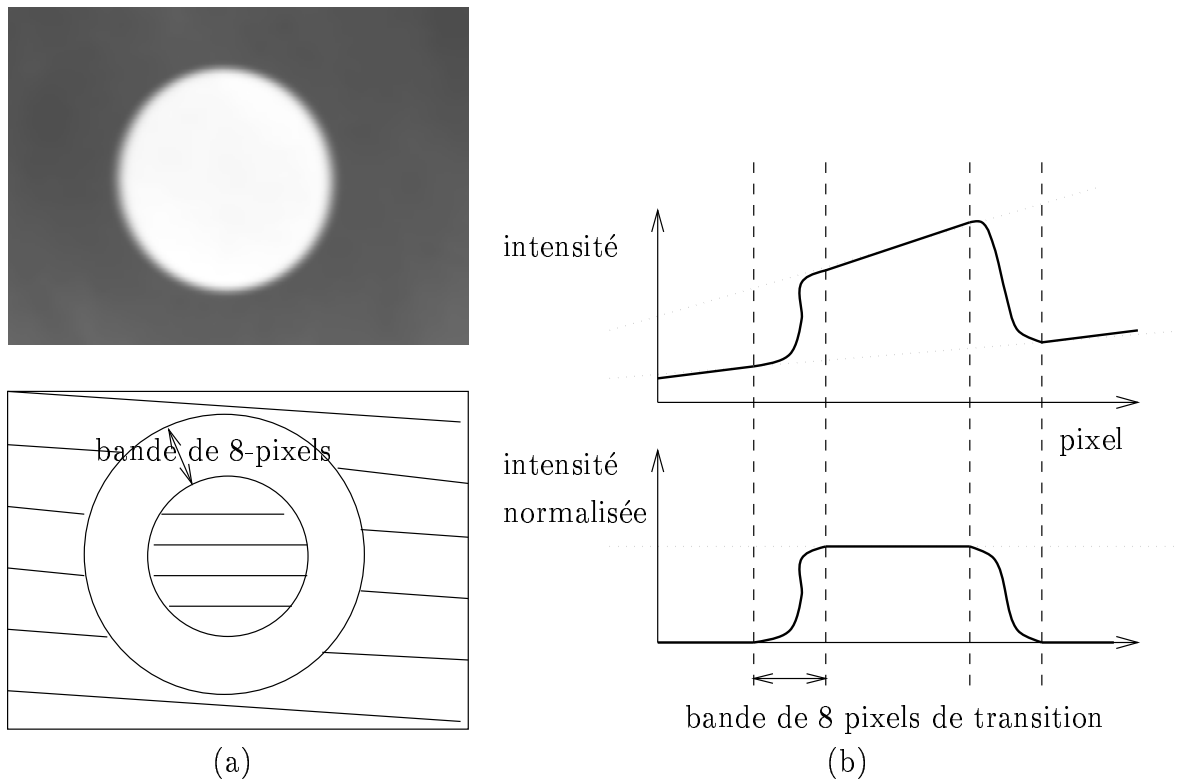 bande de 8-pixels
(a)
intensité
pixel
intensité
normalisée
bande de 8 pixels de transition
(b)